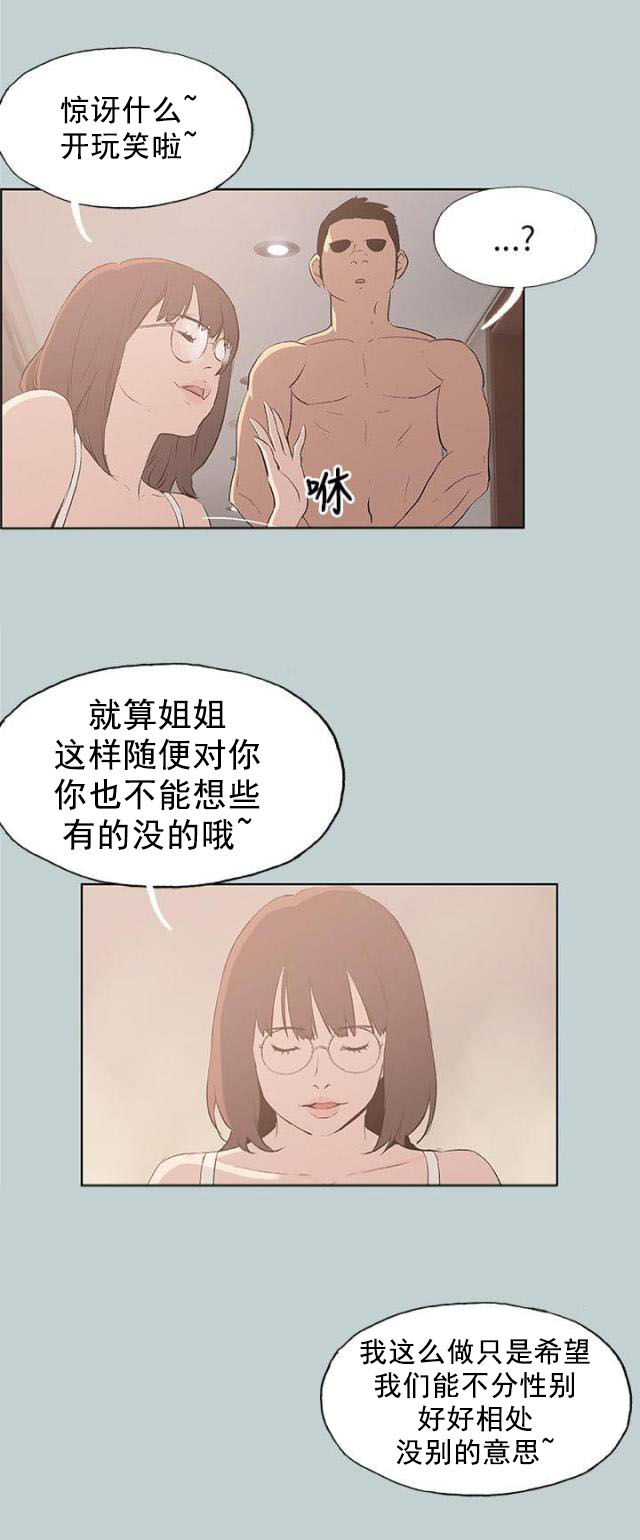 惊讶什么~
开玩笑啦~
...?
咻
就算姐姐
这样随便对你
你也不能想些
有的没的哦~
我这么做只是希望
我们能不分性别
好好相处
没别的意思~